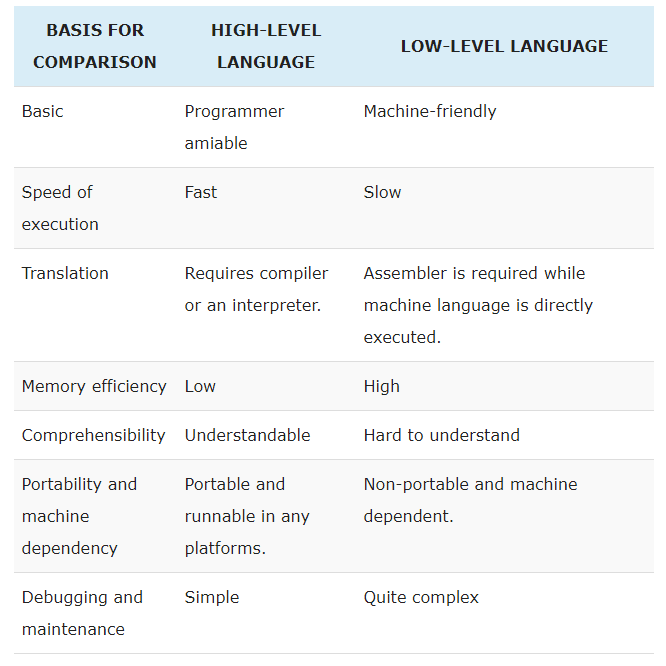 BASIS FOR
COMPARISON
HIGH-LEVEL
LANGUAGE
LOW-LEVEL LANGUAGE
Basic
Programmer
amiable
Machine-friendly
Speed of
execution
Fast
Slow
Translation
Requires compiler
or an interpreter.
Assembler is required while
machine language is directly
executed.
Memory efficiency
Low
High
Comprehensibility
Understandable
Hard to understand
Portability and
machine
dependency
Portable and
runnable in any
platforms.
Non-portable and machine
dependent.
Debugging and
maintenance
Simple
Quite complex